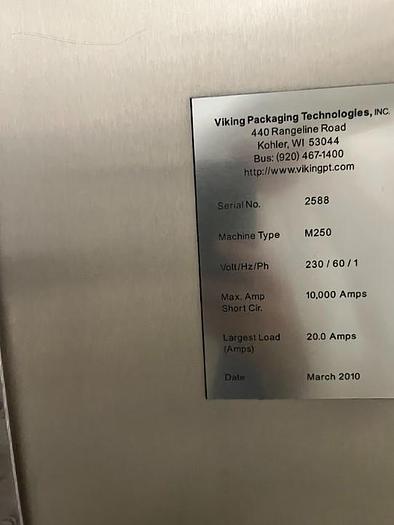 Viking Packaging Technologies, INC.
440 Rangeline Road
Kohler, WI 53044
Bus: (920) 467-1400
http://www.vikingpt.com
Serial No. 2588
Machine Type M250
Volt/Hz/Ph 230 / 60 / 1
Max. Amp 10,000 Amps
Short Cir.
Largest Load 20.0 Amps
(Amps)
Date March 2010